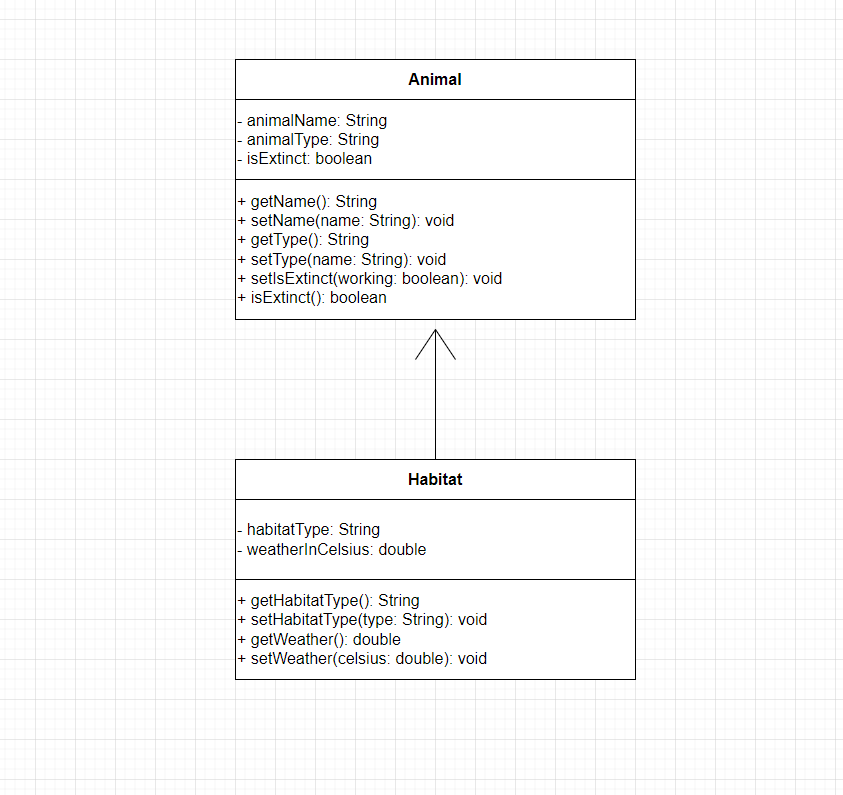 Animal
- animalName: String
- animalType: String
- isExtinct: boolean
+ getName(): String
+ setName(name: String): void
+ getType(): String
+ setType(name: String): void
+ setIsExtinct(working: boolean): void
+ isExtinct(): boolean
Habitat
- habitatType: String
- weatherInCelsius: double
+ getHabitatType(): String
+ setHabitatType(type: String): void
+ getWeather(): double
+ setWeather(celsius: double): void